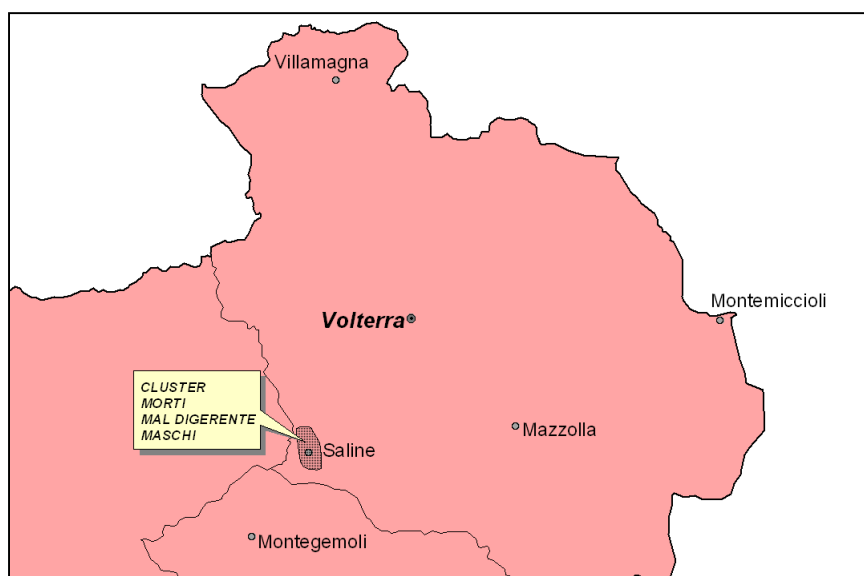 Villamagna
Montemiccioli
Volterra
CLUSTER
MORTI
MAL DIGERENTE
MASCHI
Mazzolla
Saline
Montegemoli